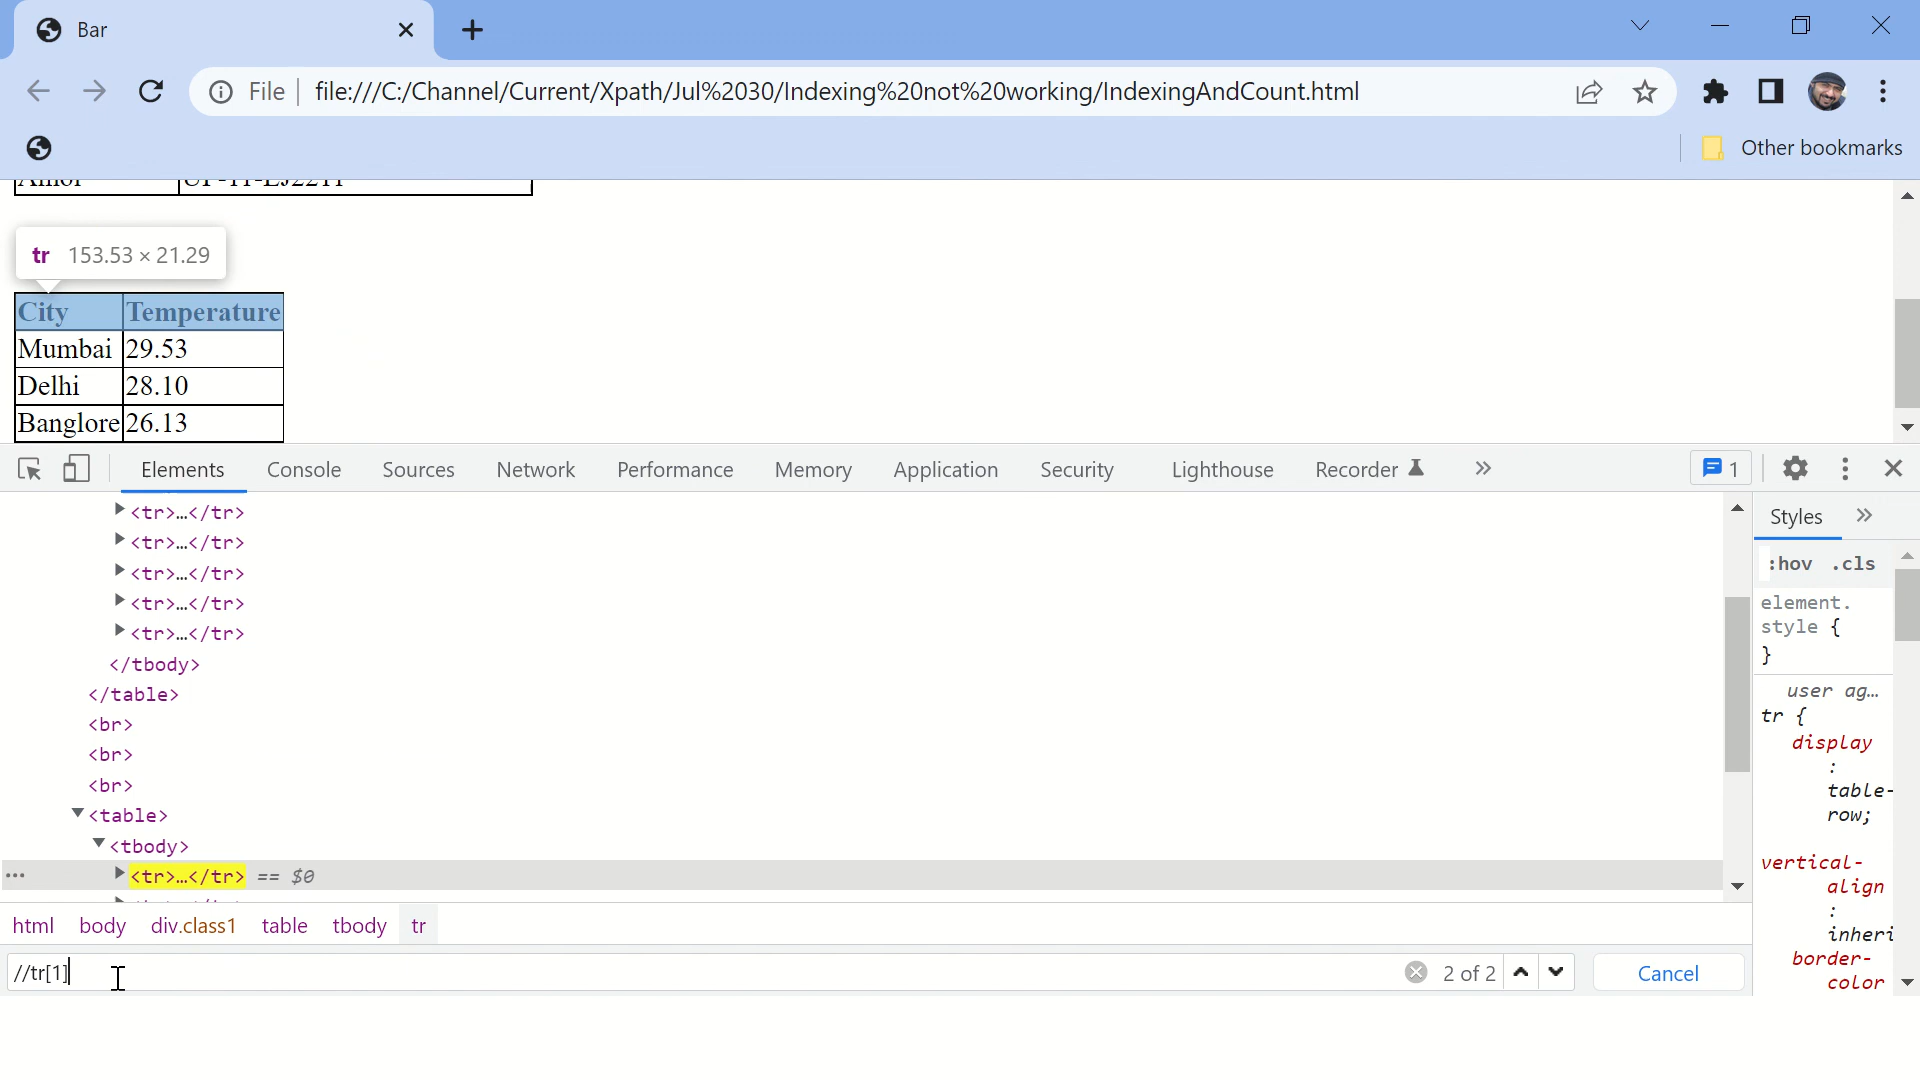 Bar
File file:///C:/Channel/Current/Xpath/Jul%2030/Indexing%20not%20working/IndexingAndCount.html
Other bookmarks
tr 153.53 × 21.29
City Temperature
Mumbai 29.53
Delhi 28.10
Banglore 26.13
Elements Console Sources Network Performance Memory Application Security Lighthouse Recorder 1
<tr>…</tr>
<tr>…</tr>
<tr>…</tr>
<tr>…</tr>
<tr>…</tr>
</tbody>
</table>
<br>
<br>
<br>
<table>
<tbody>
<tr>…</tr> == $0
html body div.class1 table tbody tr
//tr[1] 2 of 2 Cancel
Styles
:hov .cls
element.
style {
}
user ag…
tr {
display
:
table-
row;
vertical-
align
:
inheri
border-
color